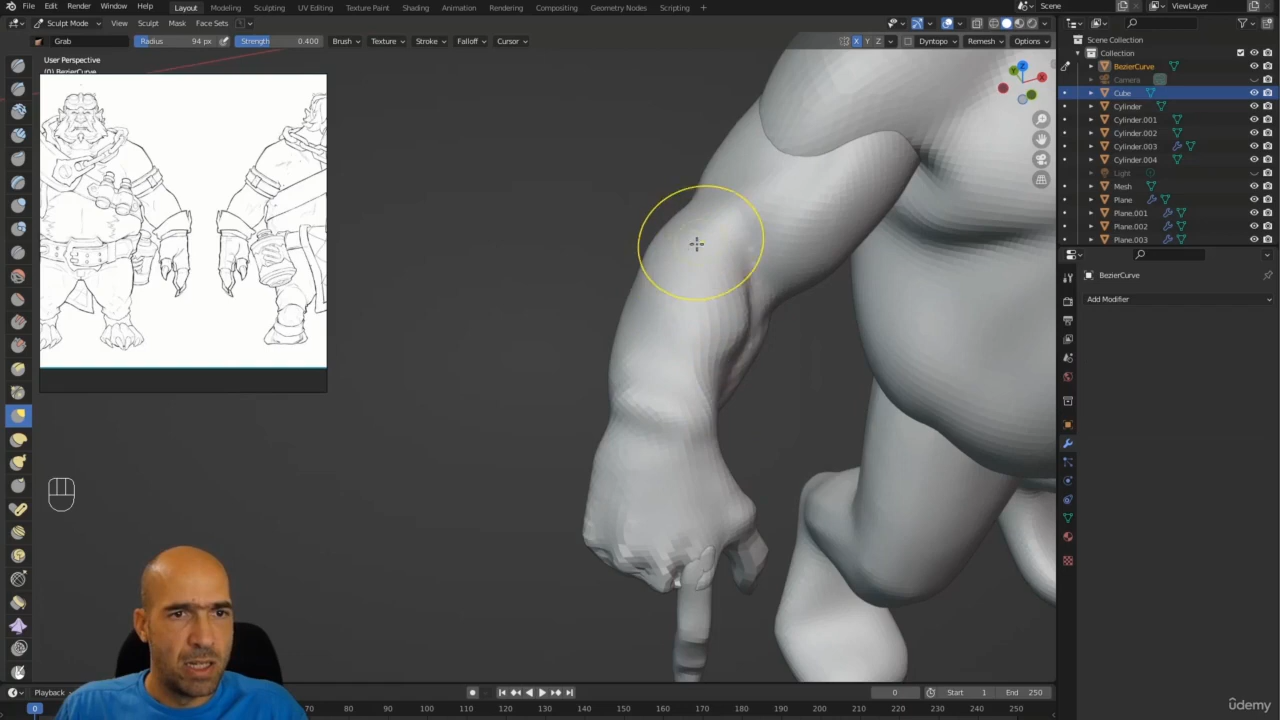 File Edit Render Window Help Layout Modeling Sculpting UV Editing Texture Paint Shading Animation Rendering Compositing Geometry Nodes Scripting + Scene ViewLayer
Sculpt Mode View Sculpt Mask Face Sets
Grab Radius 94 px Strength 0.400 Brush Texture Stroke Falloff Cursor X Y Z Dyntopo Remesh Options
User Perspective
(0) BezierCurve
Scene Collection
Collection
BezierCurve
Camera
Cube
Cylinder
Cylinder.001
Cylinder.002
Cylinder.003
Cylinder.004
Light
Mesh
Plane
Plane.001
Plane.002
Plane.003
BezierCurve
Add Modifier
Playback
0 Start 1 End 250
0 70 80 90 100 110 120 130 140 150 160 170 180 190 200 210 220 230 240 250
ûdemy